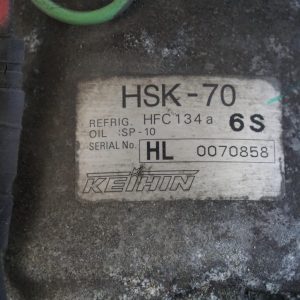 HSK-70
REFRIG. HFC134a 6S
OIL :SP-10
SERIAL No. HL 0070858
KEIHIN